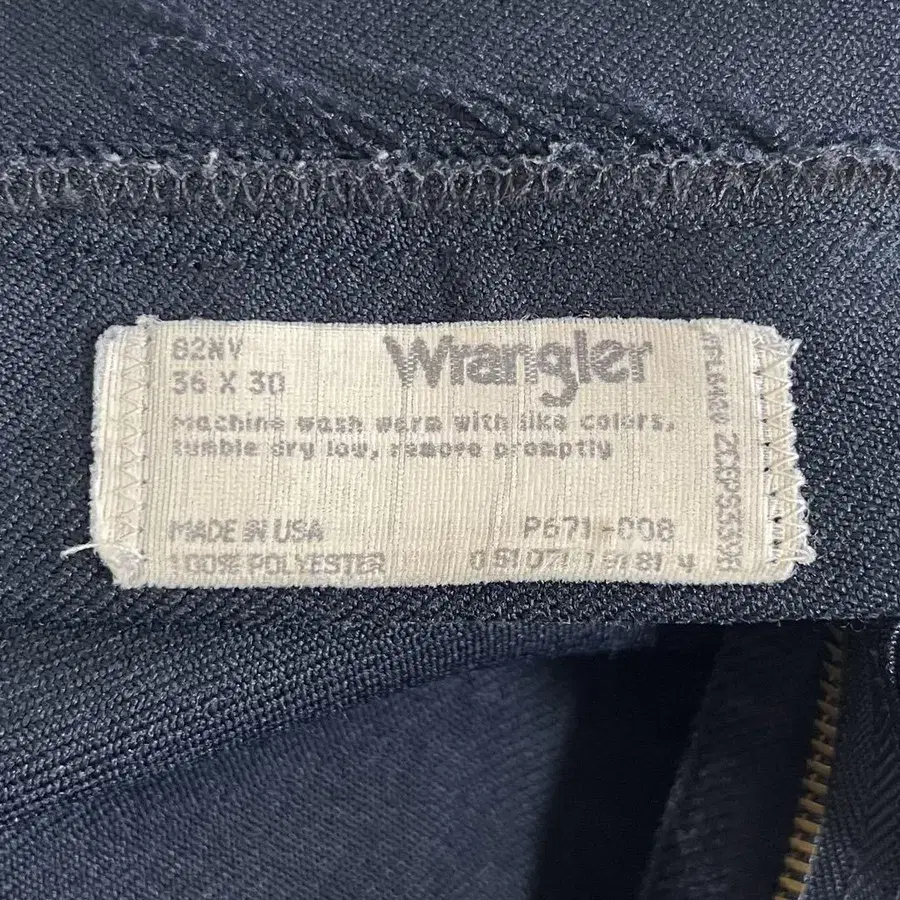 82NV
36 X 30
Wrangler
Machine wash warm with like colors,
tumble dry low, remove promptly
MADE IN USA
P671-008
100% POLYESTER